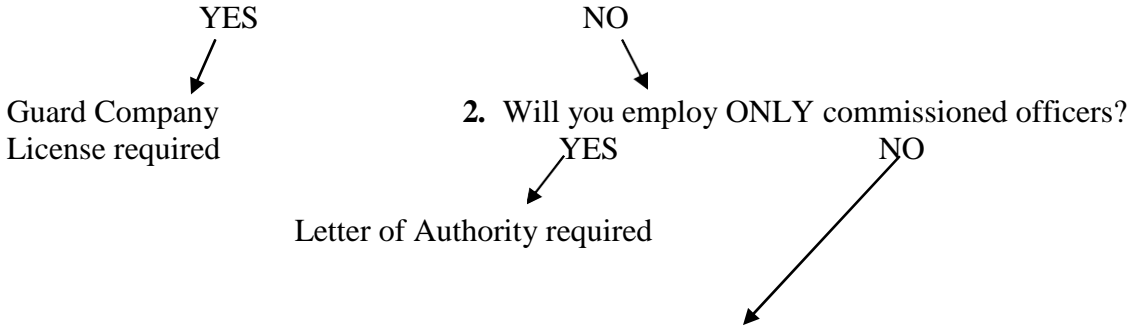 YES NO
Guard Company 2. Will you employ ONLY commissioned officers?
License required YES NO
Letter of Authority required